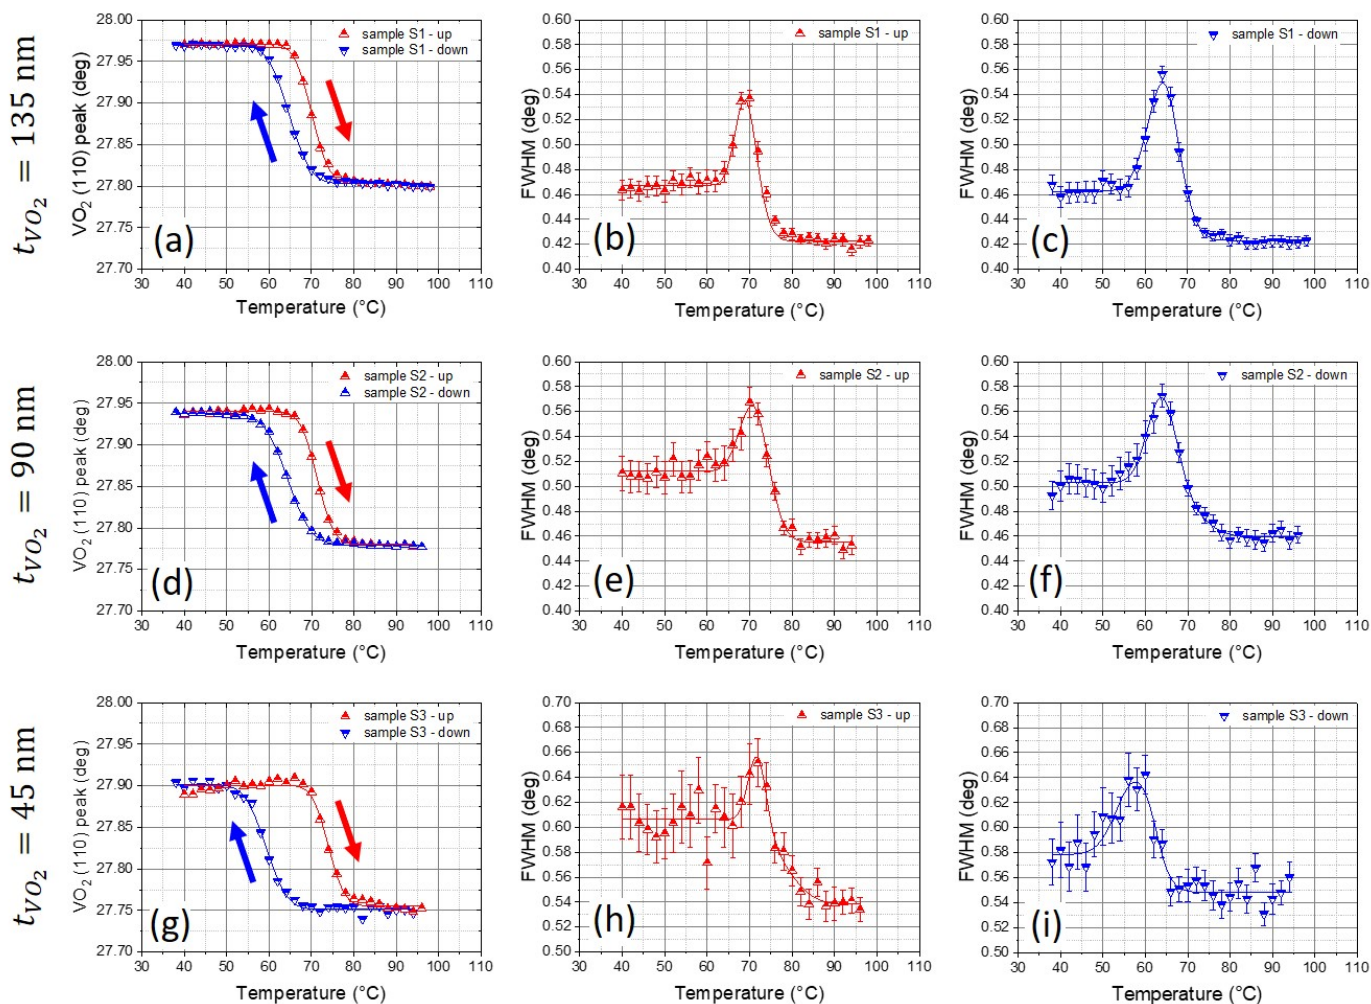 t_VO₂ = 135 nm
VO₂ (110) peak (deg)
28.00
27.95
27.90
27.85
27.80
27.75
27.70
sample S1 - up
sample S1 - down
(a)
30 40 50 60 70 80 90 100 110
Temperature (°C)
FWHM (deg)
0.60
0.58
0.56
0.54
0.52
0.50
0.48
0.46
0.44
0.42
0.40
sample S1 - up
(b)
30 40 50 60 70 80 90 100 110
Temperature (°C)
FWHM (deg)
0.60
0.58
0.56
0.54
0.52
0.50
0.48
0.46
0.44
0.42
0.40
sample S1 - down
(c)
30 40 50 60 70 80 90 100 110
Temperature (°C)
t_VO₂ = 90 nm
VO₂ (110) peak (deg)
28.00
27.95
27.90
27.85
27.80
27.75
27.70
sample S2 - up
sample S2 - down
(d)
30 40 50 60 70 80 90 100 110
Temperature (°C)
FWHM (deg)
0.60
0.58
0.56
0.54
0.52
0.50
0.48
0.46
0.44
0.42
0.40
sample S2 - up
(e)
30 40 50 60 70 80 90 100 110
Temperature (°C)
FWHM (deg)
0.60
0.58
0.56
0.54
0.52
0.50
0.48
0.46
0.44
0.42
0.40
sample S2 - down
(f)
30 40 50 60 70 80 90 100 110
Temperature (°C)
t_VO₂ = 45 nm
VO₂ (110) peak (deg)
28.00
27.95
27.90
27.85
27.80
27.75
27.70
sample S3 - up
sample S3 - down
(g)
30 40 50 60 70 80 90 100 110
Temperature (°C)
FWHM (deg)
0.70
0.68
0.66
0.64
0.62
0.60
0.58
0.56
0.54
0.52
0.50
sample S3 - up
(h)
30 40 50 60 70 80 90 100 110
Temperature (°C)
FWHM (deg)
0.70
0.68
0.66
0.64
0.62
0.60
0.58
0.56
0.54
0.52
0.50
sample S3 - down
(i)
30 40 50 60 70 80 90 100 110
Temperature (°C)